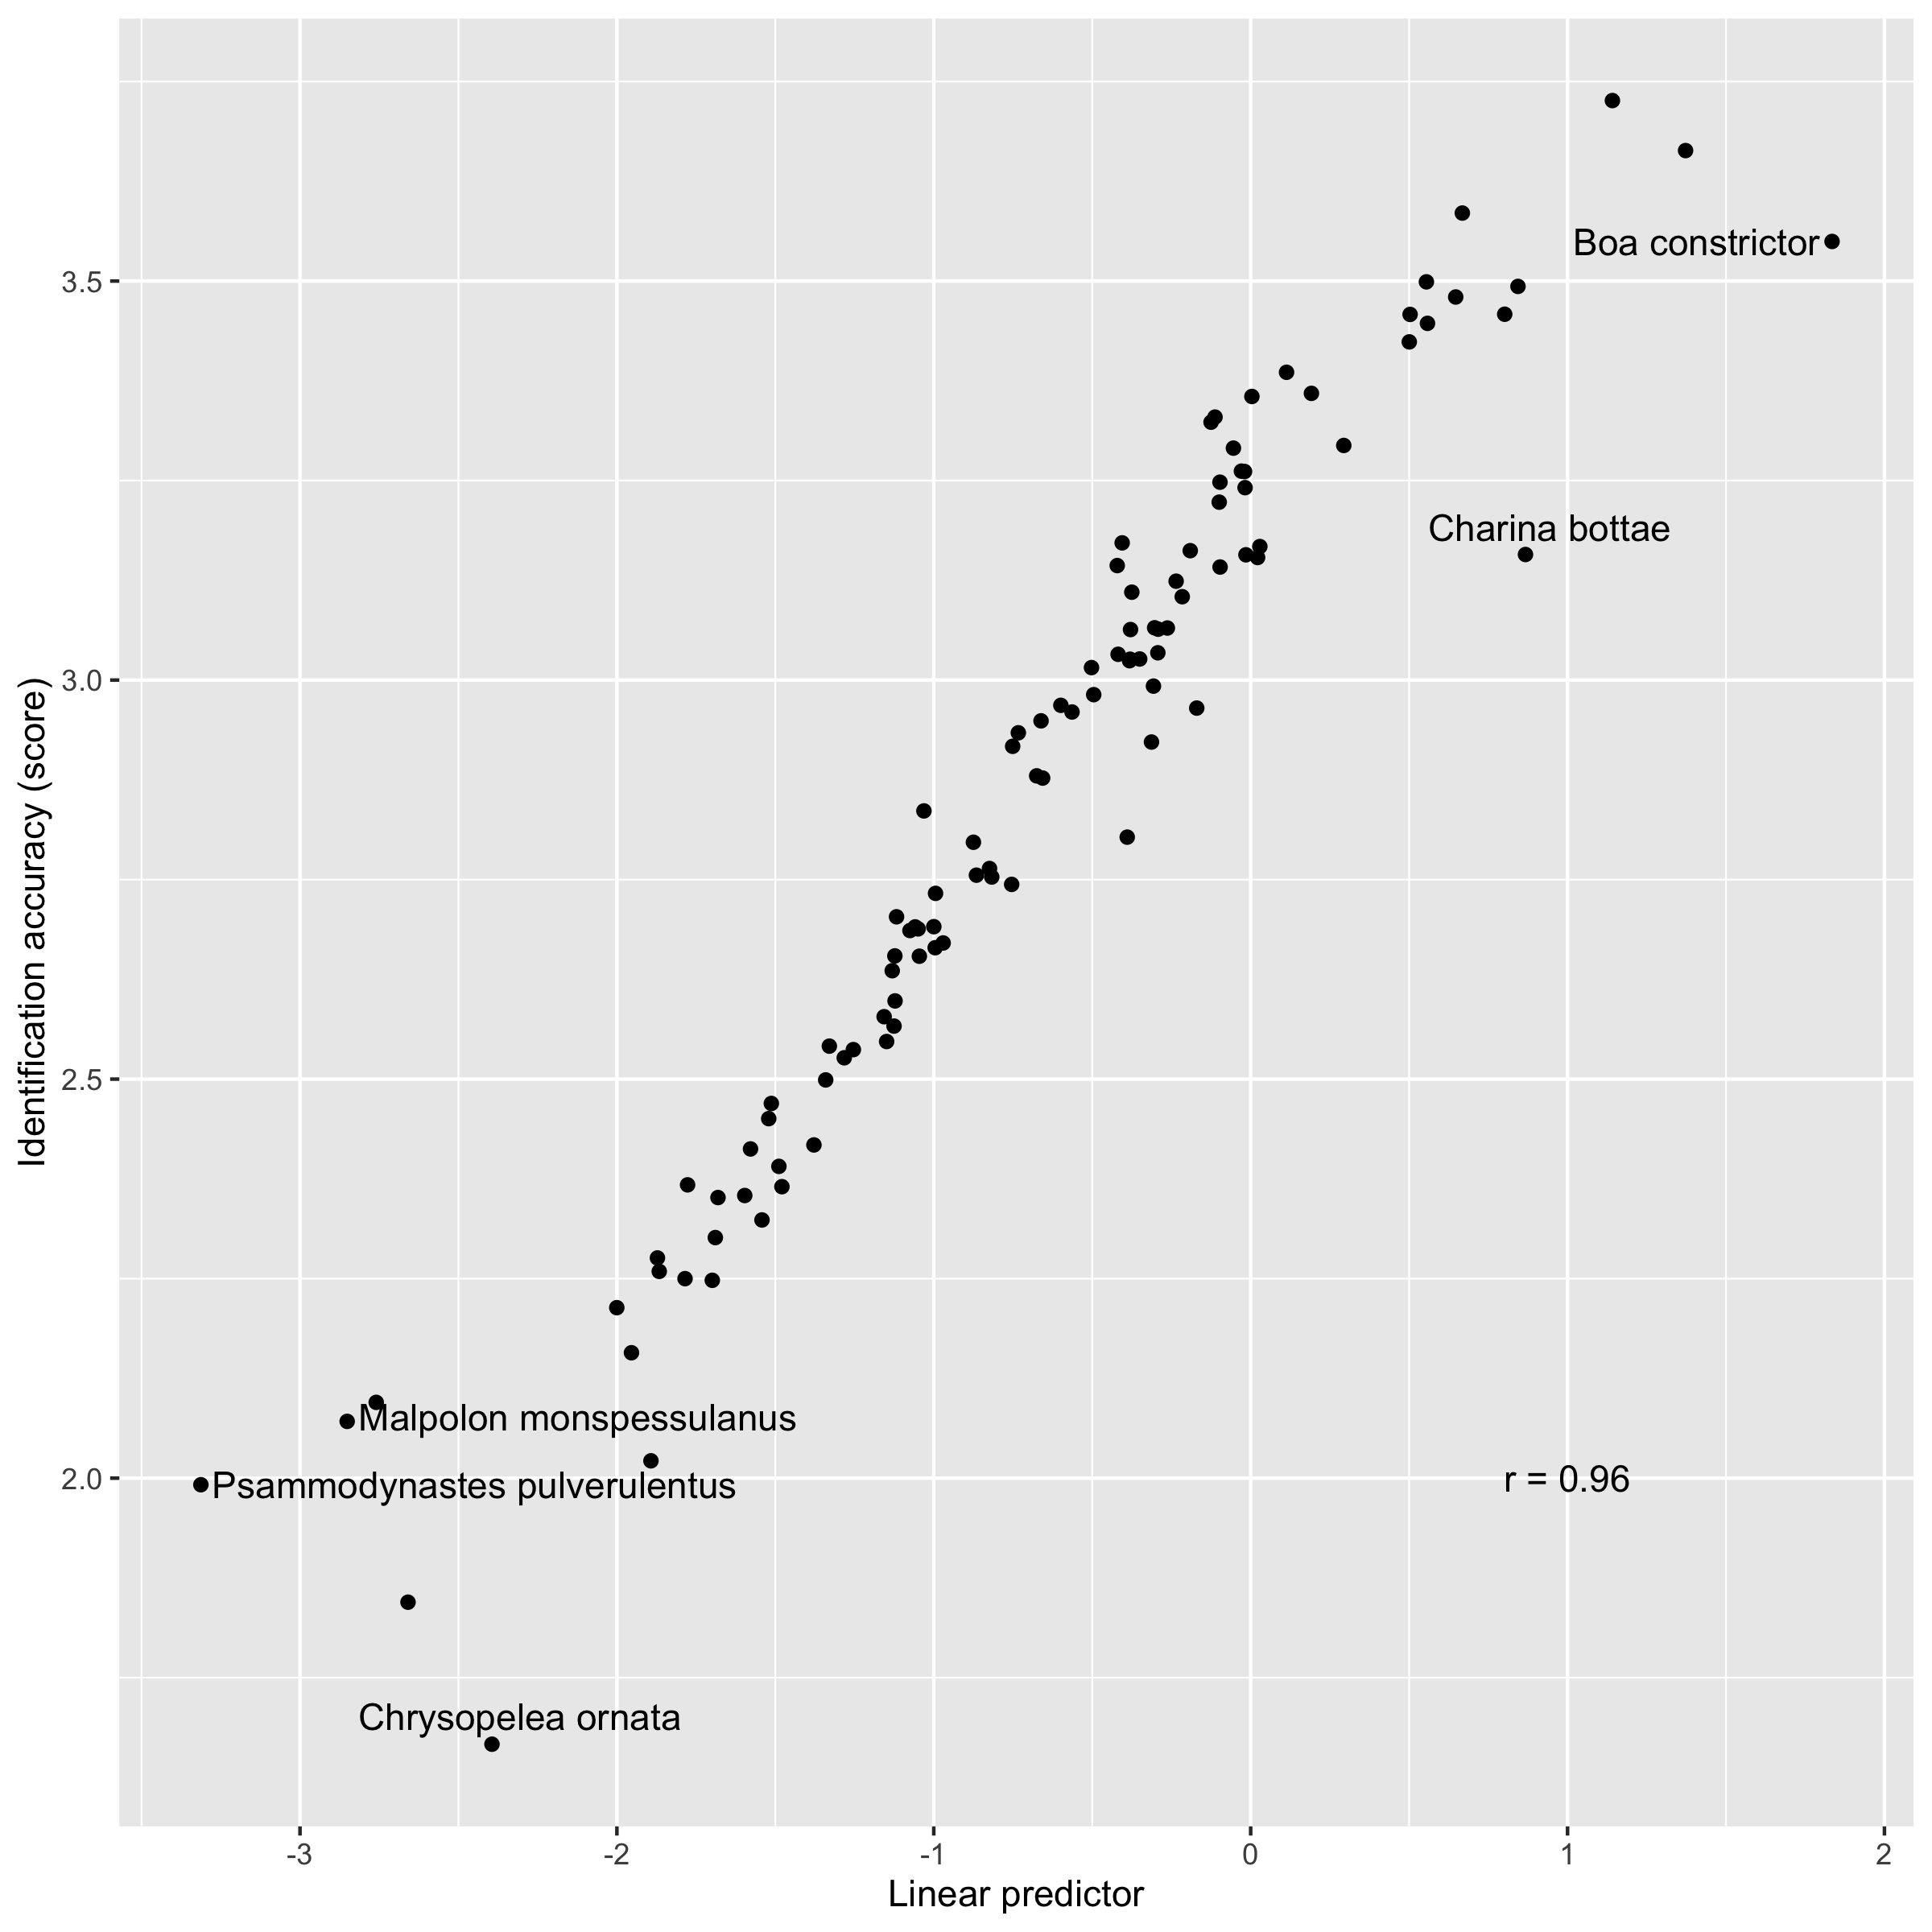 Boa constrictor
3.5
Charina bottae
Identification accuracy (score)
3.0
2.5
Malpolon monspessulanus
2.0
Psammodynastes pulverulentus
r = 0.96
Chrysopelea ornata
-3
-2
-1
0
1
2
Linear predictor